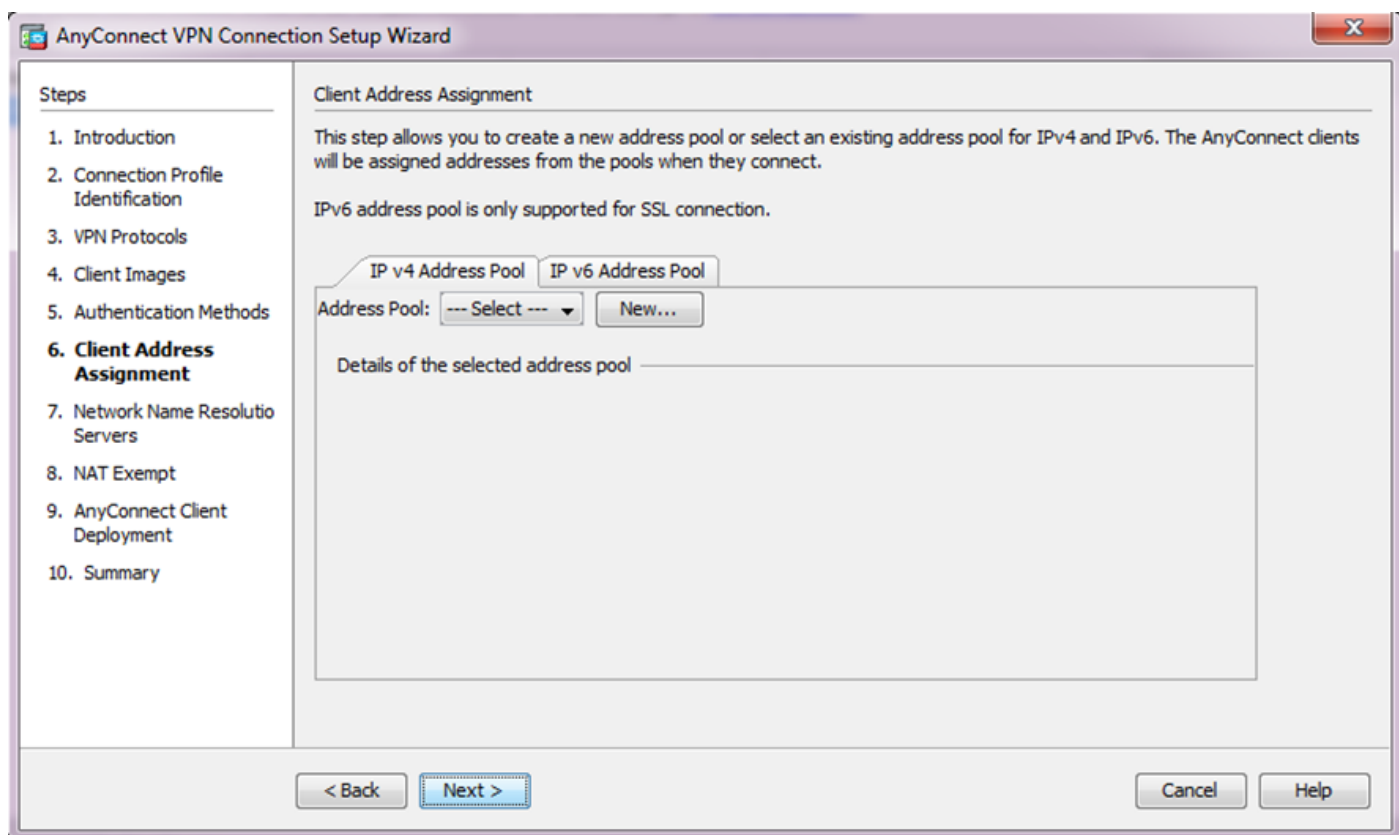 AnyConnect VPN Connection Setup Wizard
Steps
1. Introduction
2. Connection Profile
Identification
3. VPN Protocols
4. Client Images
5. Authentication Methods
6. Client Address
Assignment
7. Network Name Resolutio
Servers
8. NAT Exempt
9. AnyConnect Client
Deployment
10. Summary
Client Address Assignment
This step allows you to create a new address pool or select an existing address pool for IPv4 and IPv6. The AnyConnect clients
will be assigned addresses from the pools when they connect.
IPv6 address pool is only supported for SSL connection.
IP v4 Address Pool IP v6 Address Pool
Address Pool: --- Select --- New...
Details of the selected address pool
< Back Next > Cancel Help